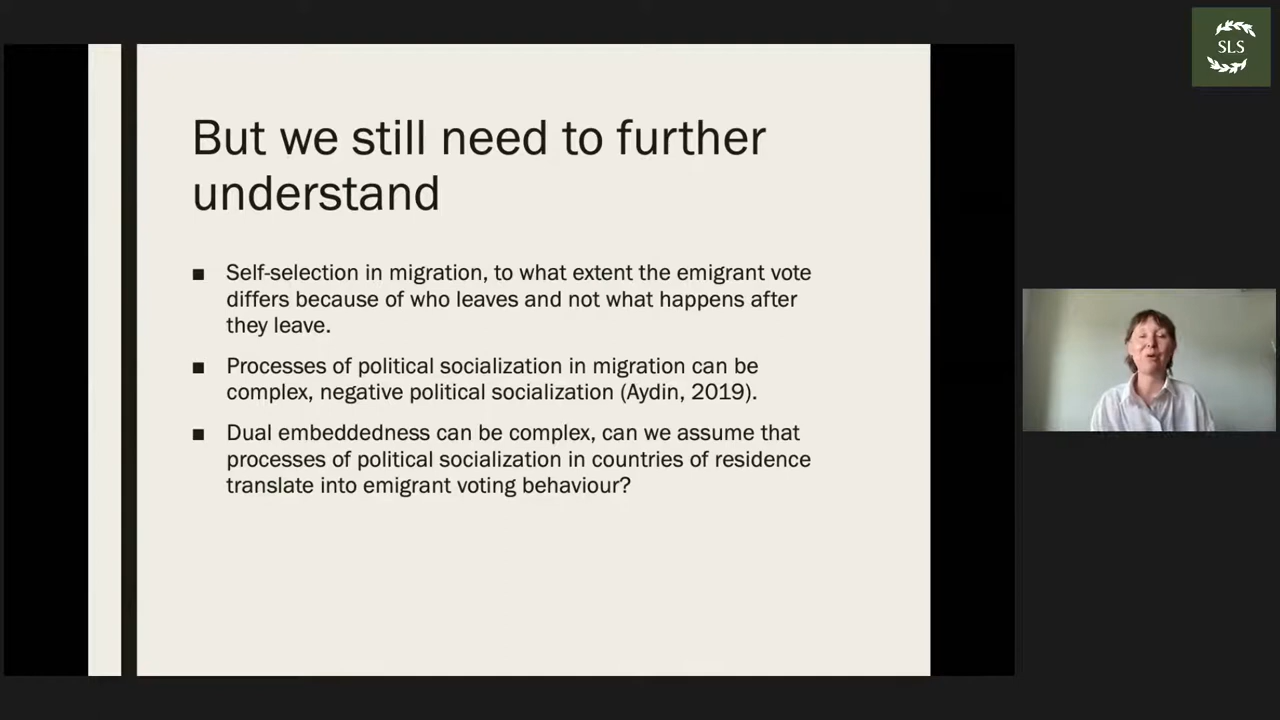 SLS
But we still need to further
understand
■ Self-selection in migration, to what extent the emigrant vote
differs because of who leaves and not what happens after
they leave.
■ Processes of political socialization in migration can be
complex, negative political socialization (Aydin, 2019).
■ Dual embeddedness can be complex, can we assume that
processes of political socialization in countries of residence
translate into emigrant voting behaviour?